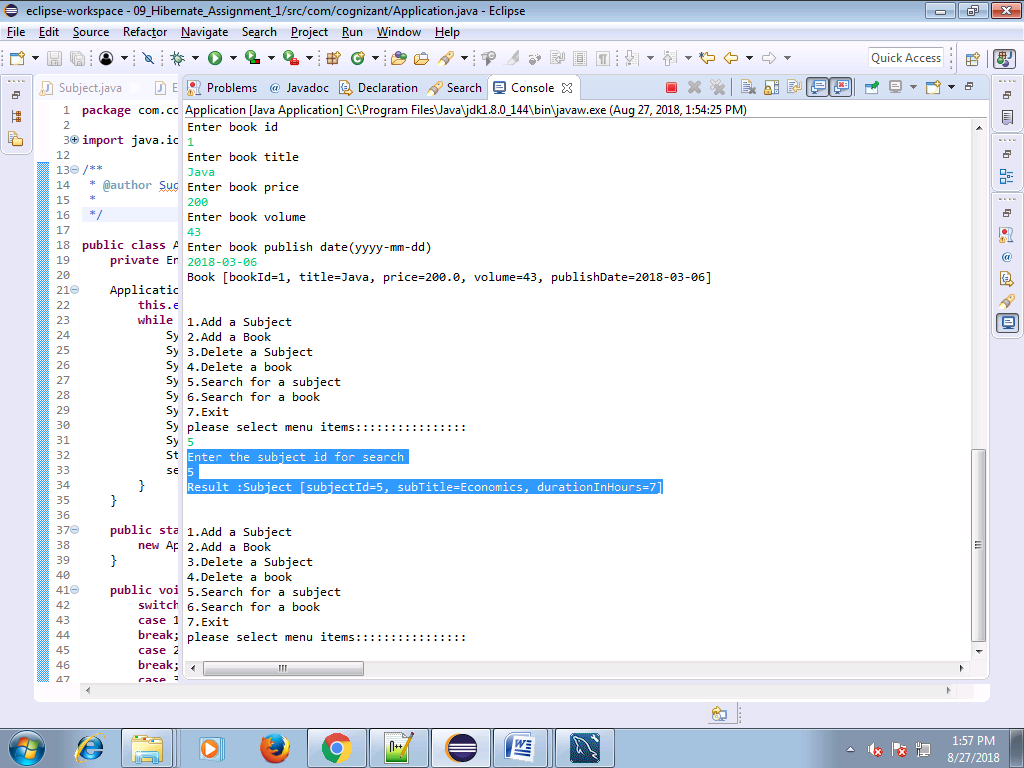 eclipse-workspace - 09_Hibernate_Assignment_1/src/com/cognizant/Application.java - Eclipse
File Edit Source Refactor Navigate Search Project Run Window Help
Quick Access
Subject.java
Problems @ Javadoc Declaration Search Console
Application [Java Application] C:\Program Files\Java\jdk1.8.0_144\bin\javaw.exe (Aug 27, 2018, 1:54:25 PM)
1 package com.co
2
3 import java.io
12
13 /**
14 * @author Suc
15 *
16 */
17
18 public class A
19 private En
20
21 Applicatio
22 this.e
23 while
24 Sy
25 Sy
26 Sy
27 Sy
28 Sy
29 Sy
30 Sy
31 Sy
32 St
33 se
34 }
35 }
36
37 public sta
38 new Ap
39 }
40
41 public voi
42 switch
43 case 1
44 break;
45 case 2
46 break;
47 case 3
Enter book id
1
Enter book title
Java
Enter book price
200
Enter book volume
43
Enter book publish date(yyyy-mm-dd)
2018-03-06
Book [bookId=1, title=Java, price=200.0, volume=43, publishDate=2018-03-06]
1.Add a Subject
2.Add a Book
3.Delete a Subject
4.Delete a book
5.Search for a subject
6.Search for a book
7.Exit
please select menu items::::::::::::::::
5
Enter the subject id for search
5
Result :Subject [subjectId=5, subTitle=Economics, durationInHours=7]
1.Add a Subject
2.Add a Book
3.Delete a Subject
4.Delete a book
5.Search for a subject
6.Search for a book
7.Exit
please select menu items::::::::::::::::
1:57 PM
8/27/2018